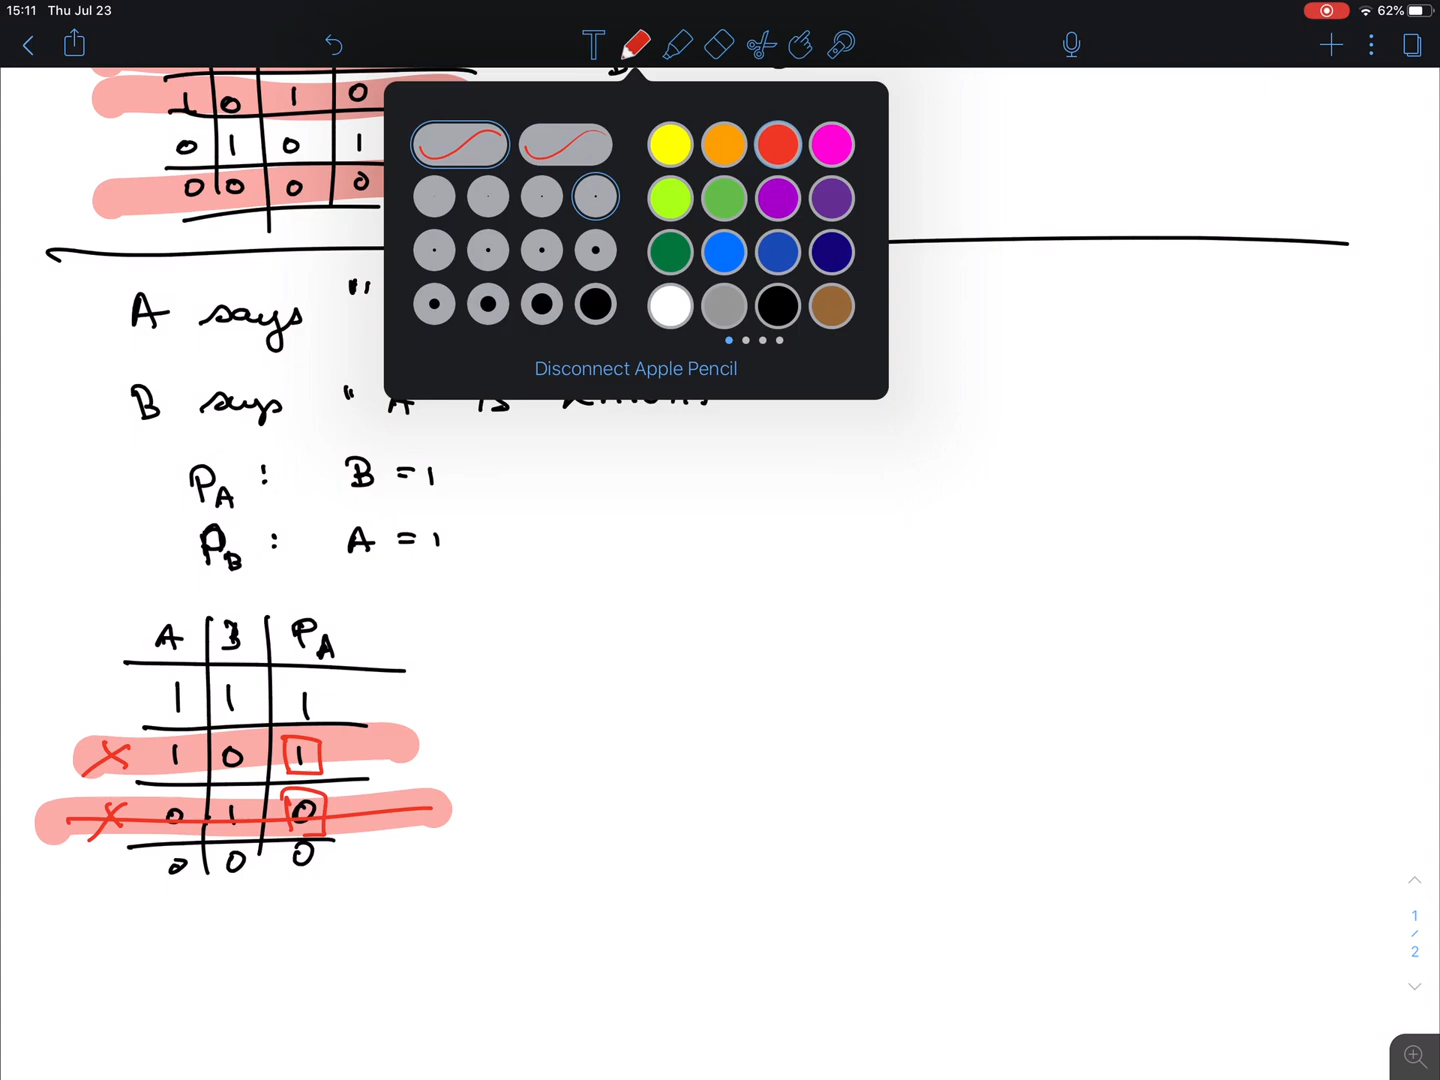 15:11 Thu Jul 23
62%
1 0 1 0
0 1 0 1
0 0 0 0
A says "
B says " A is
Disconnect Apple Pencil
PA : B = 1
PB : A = 1
A B PA
1 1 1
X 1 0 1
X 0 1 0
0 0 0
1
/
2